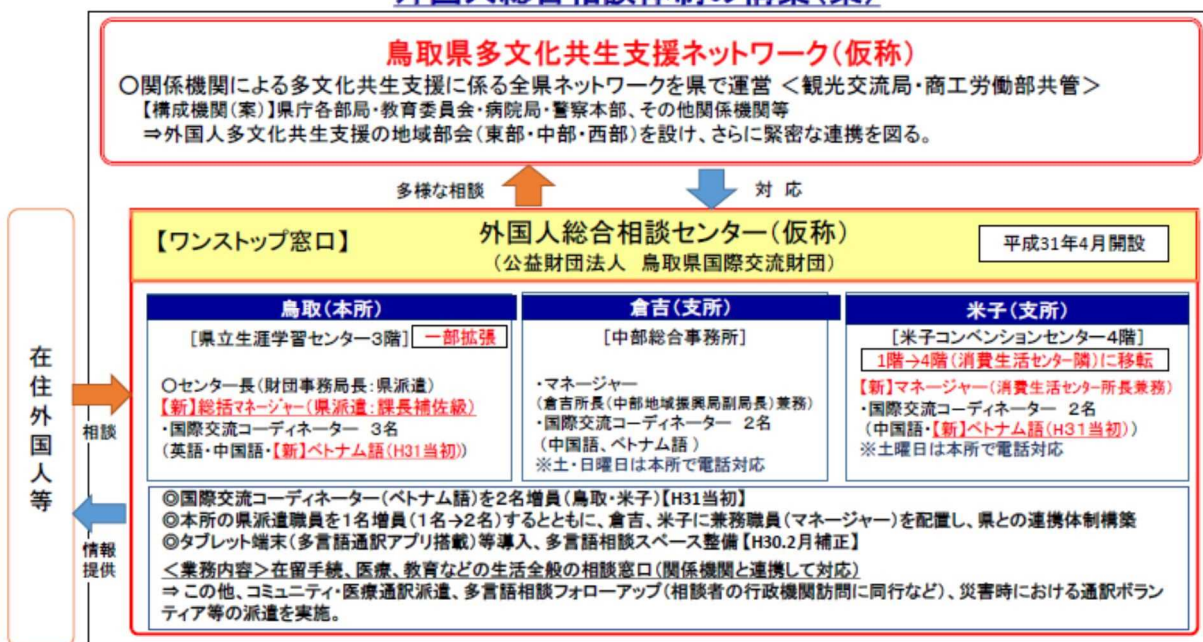 外国人総合相談体制の構築(案)
鳥取県多文化共生支援ネットワーク(仮称)
○関係機関による多文化共生支援に係る全県ネットワークを県で運営 <観光交流局・商工労働部共管>
【構成機関(案)】県庁各部局・教育委員会・病院局・警察本部、その他関係機関等
⇒外国人多文化共生支援の地域部会(東部・中部・西部)を設け、さらに緊密な連携を図る。
多様な相談
対 応
【ワンストップ窓口】
外国人総合相談センター(仮称)
(公益財団法人 鳥取県国際交流財団)
平成31年4月開設
在住外国人等
相談
情報
提供
鳥取(本所)
[県立生涯学習センター3階] 一部拡張
○センター長(財団事務局長:県派遣)
【新】総括マネージャー(県派遣:課長補佐級)
・国際交流コーディネーター 3名
(英語・中国語・【新】ベトナム語(H31当初))
倉吉(支所)
[中部総合事務所]
・マネージャー
(倉吉所長(中部地域振興局副局長)兼務)
・国際交流コーディネーター 2名
(中国語、ベトナム語)
※土・日曜日は本所で電話対応
米子(支所)
[米子コンベンションセンター4階]
1階→4階(消費生活センター隣)に移転
【新】マネージャー(消費生活センター所長兼務)
・国際交流コーディネーター 2名
(中国語・【新】ベトナム語(H31当初))
※土曜日は本所で電話対応
◎国際交流コーディネーター(ベトナム語)を2名増員(鳥取・米子)【H31当初】
◎本所の県派遣職員を1名増員(1名→2名)するとともに、倉吉、米子に兼務職員(マネージャー)を配置し、県との連携体制構築
◎タブレット端末(多言語通訳アプリ搭載)等導入、多言語相談スペース整備【H30.2月補正】
<業務内容>在留手続、医療、教育などの生活全般の相談窓口(関係機関と連携して対応)
⇒ この他、コミュニティ・医療通訳派遣、多言語相談フォローアップ(相談者の行政機関訪問に同行など)、災害時における通訳ボラン
ティア等の派遣を実施。